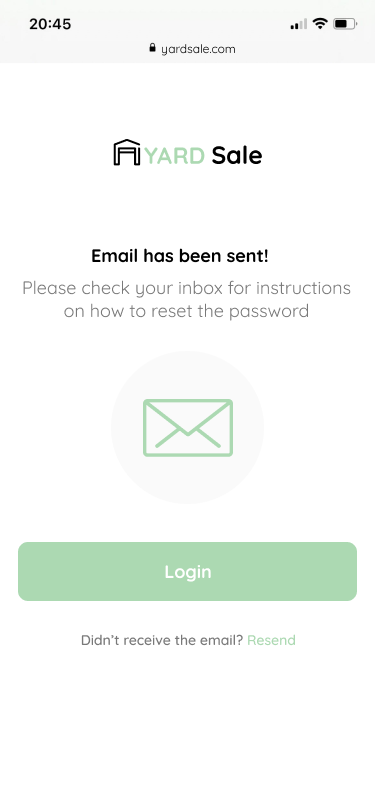 20:45
yardsale.com
YARD Sale
Email has been sent!
Please check your inbox for instructions
on how to reset the password
Login
Didn't receive the email? Resend